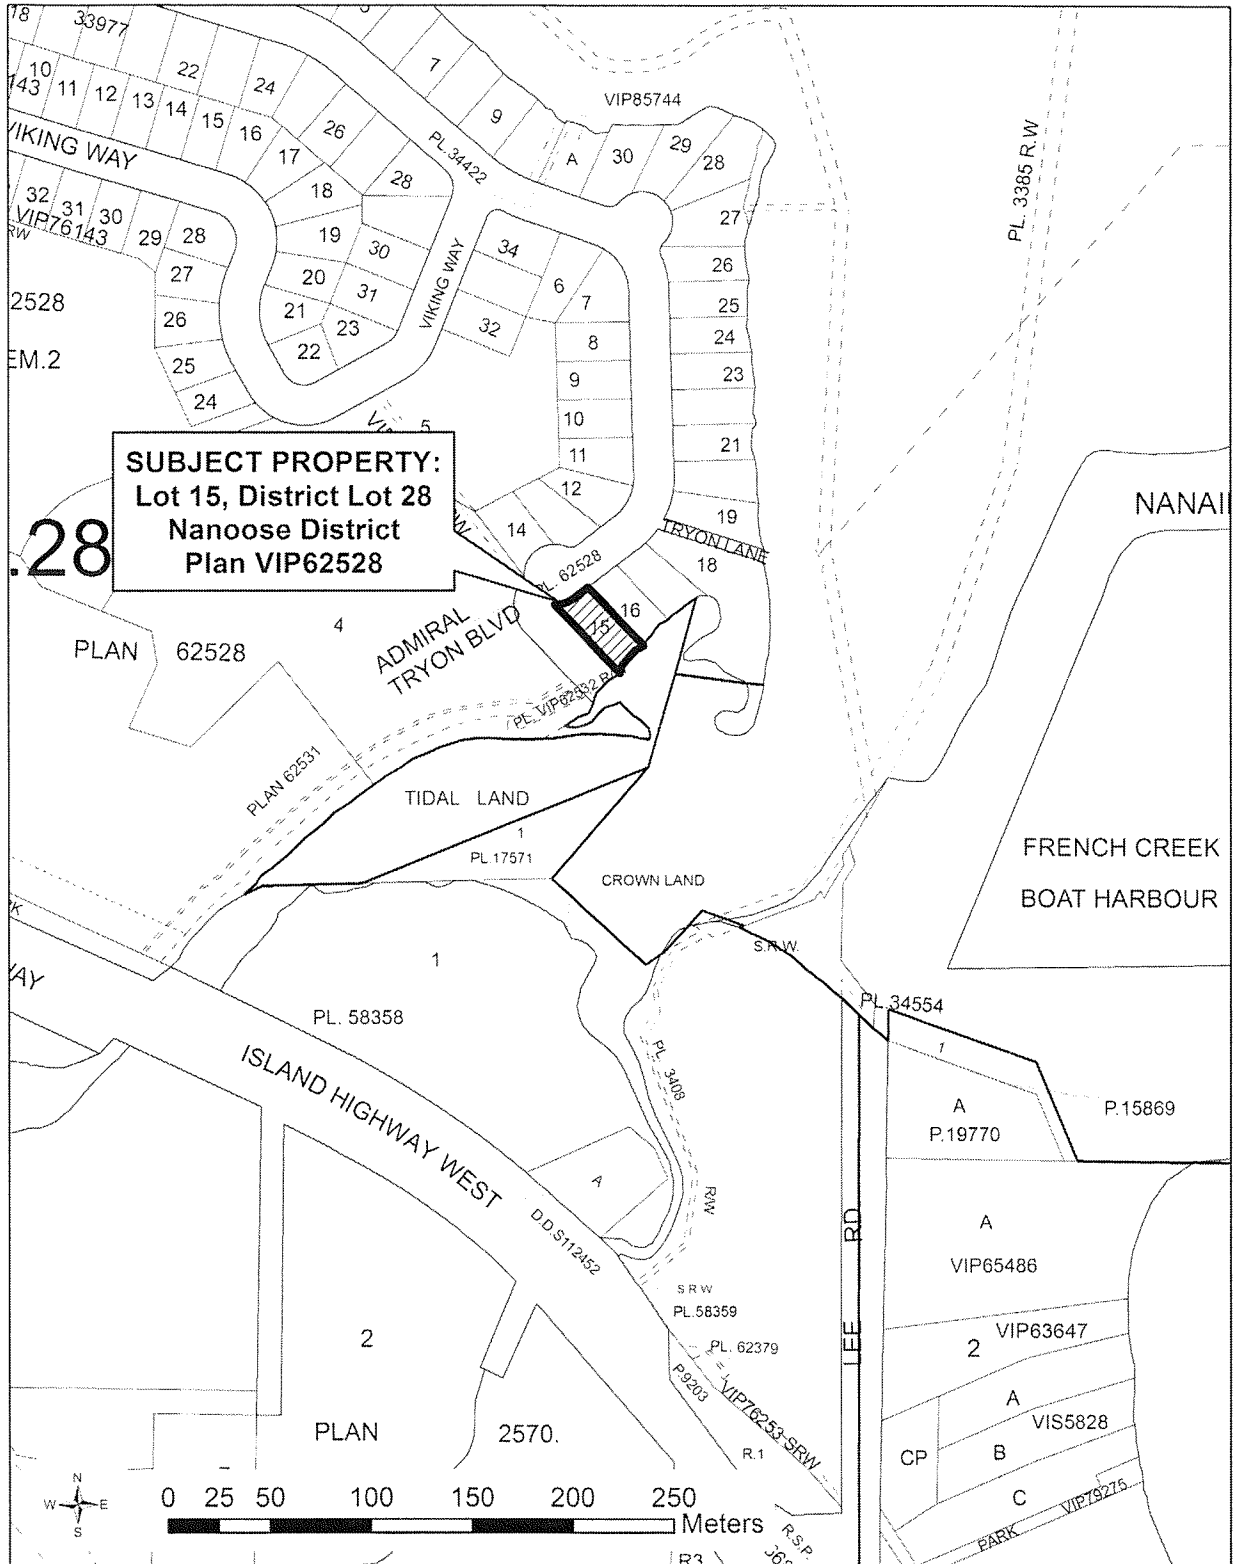 18
33977
5
7
10
143
11
12
13
14
15
16
22
24
9
VIP85744
26
17
PL.34422
A
30
29
28
VIKING WAY
18
28
27
PL. 3385 R.W
32
31
30
VIP76143
RW
29
28
19
30
34
26
27
20
31
VIKING WAY
6
7
25
2528
26
21
23
32
8
24
EM.2
25
22
9
23
24
10
5
21
11
SUBJECT PROPERTY:
Lot 15, District Lot 28
Nanoose District
Plan VIP62528
.28
12
14
19
TRYON LANE
NANAI
PL. 62528
18
16
15
4
ADMIRAL
TRYON BLVD
PLAN 62528
PL. VIP62532 R
PLAN 62531
TIDAL LAND
1
PL.17571
CROWN LAND
FRENCH CREEK
BOAT HARBOUR
S.R.W.
1
AY
PL. 58358
PL.34554
1
ISLAND HIGHWAY WEST
PL. 3408
A
P.19770
P.15869
A
R/W
D.D.S112452
LEE RD
A
VIP65486
S R W
PL.58359
2
PL. 62379
VIP63647
2
P.9203
VIP76253 SRW
A
VIS5828
PLAN 2570.
R.1
CP
B
C
VIP79275
PARK
N
W E
S
0 25 50 100 150 200 250
Meters
R.S.P.
R3